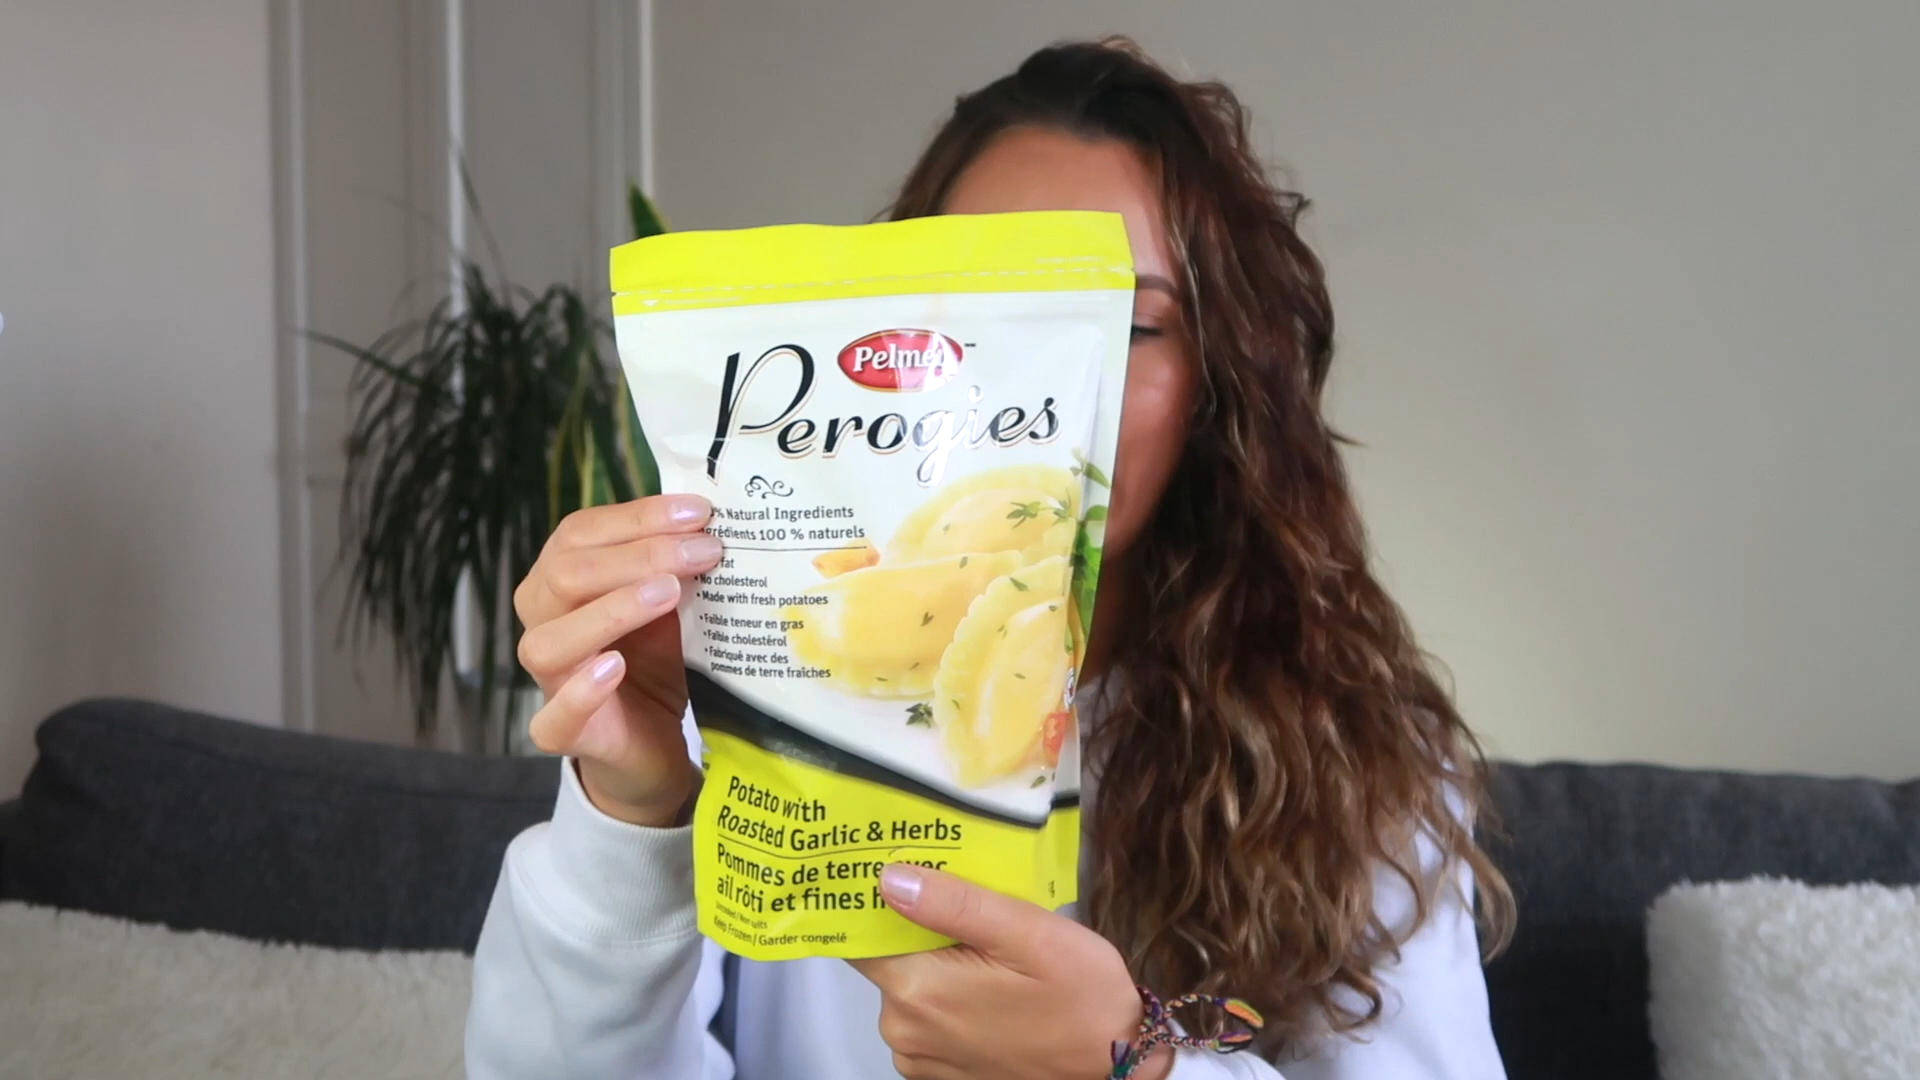 Pelmen™
Perogies
% Natural Ingredients
grédients 100 % naturels
fat
• No cholesterol
• Made with fresh potatoes
• Faible teneur en gras
• Faible cholestérol
• Fabriqué avec des
pommes de terre fraîches
Potato with
Roasted Garlic & Herbs
Pommes de terre avec
ail rôti et fines
Keep Frozen / Garder congelé